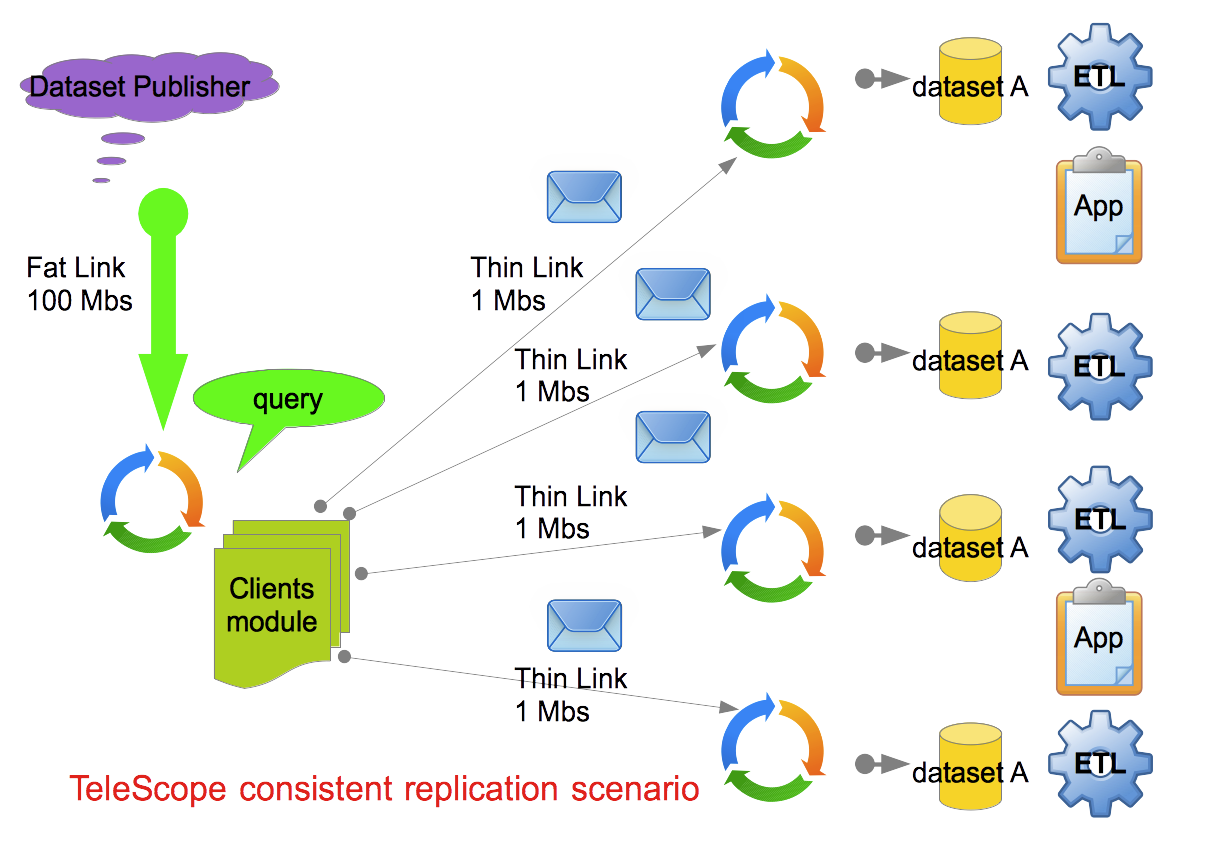 Dataset Publisher
Fat Link
100 Mbs
query
Clients
module
Thin Link
1 Mbs
Thin Link
1 Mbs
Thin Link
1 Mbs
Thin Link
1 Mbs
dataset A
ETL
App
dataset A
ETL
dataset A
ETL
App
dataset A
ETL
TeleScope consistent replication scenario